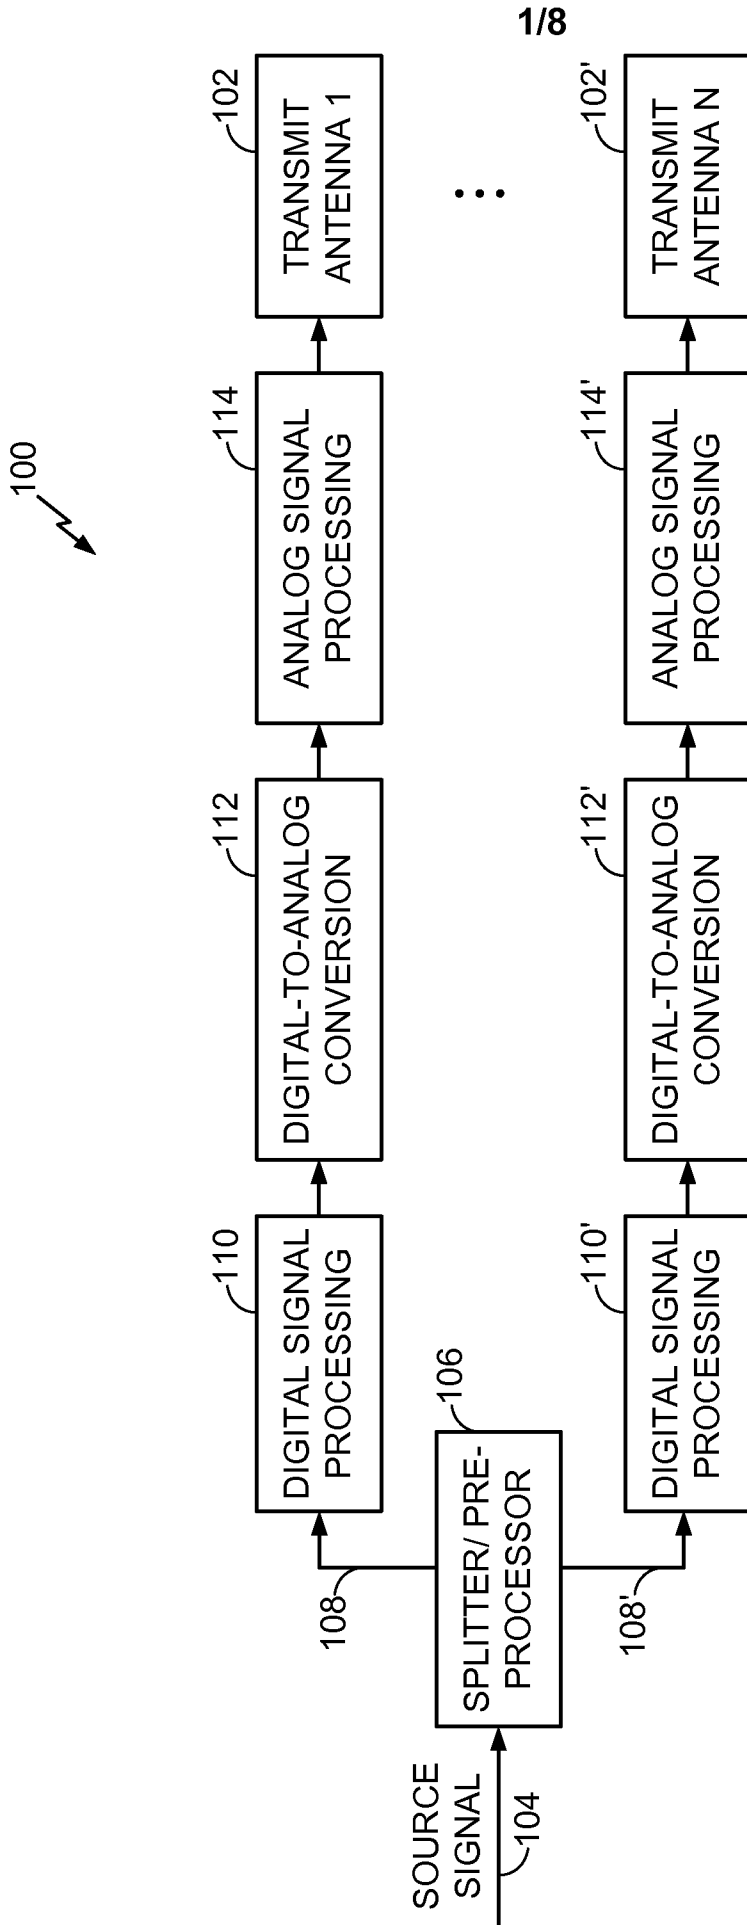 1/8
100
SOURCE
SIGNAL
104
SPLITTER/ PRE-
PROCESSOR
106
108
DIGITAL SIGNAL
PROCESSING
110
DIGITAL-TO-ANALOG
CONVERSION
112
ANALOG SIGNAL
PROCESSING
114
TRANSMIT
ANTENNA 1
102
...
108'
DIGITAL SIGNAL
PROCESSING
110'
DIGITAL-TO-ANALOG
CONVERSION
112'
ANALOG SIGNAL
PROCESSING
114'
TRANSMIT
ANTENNA N
102'